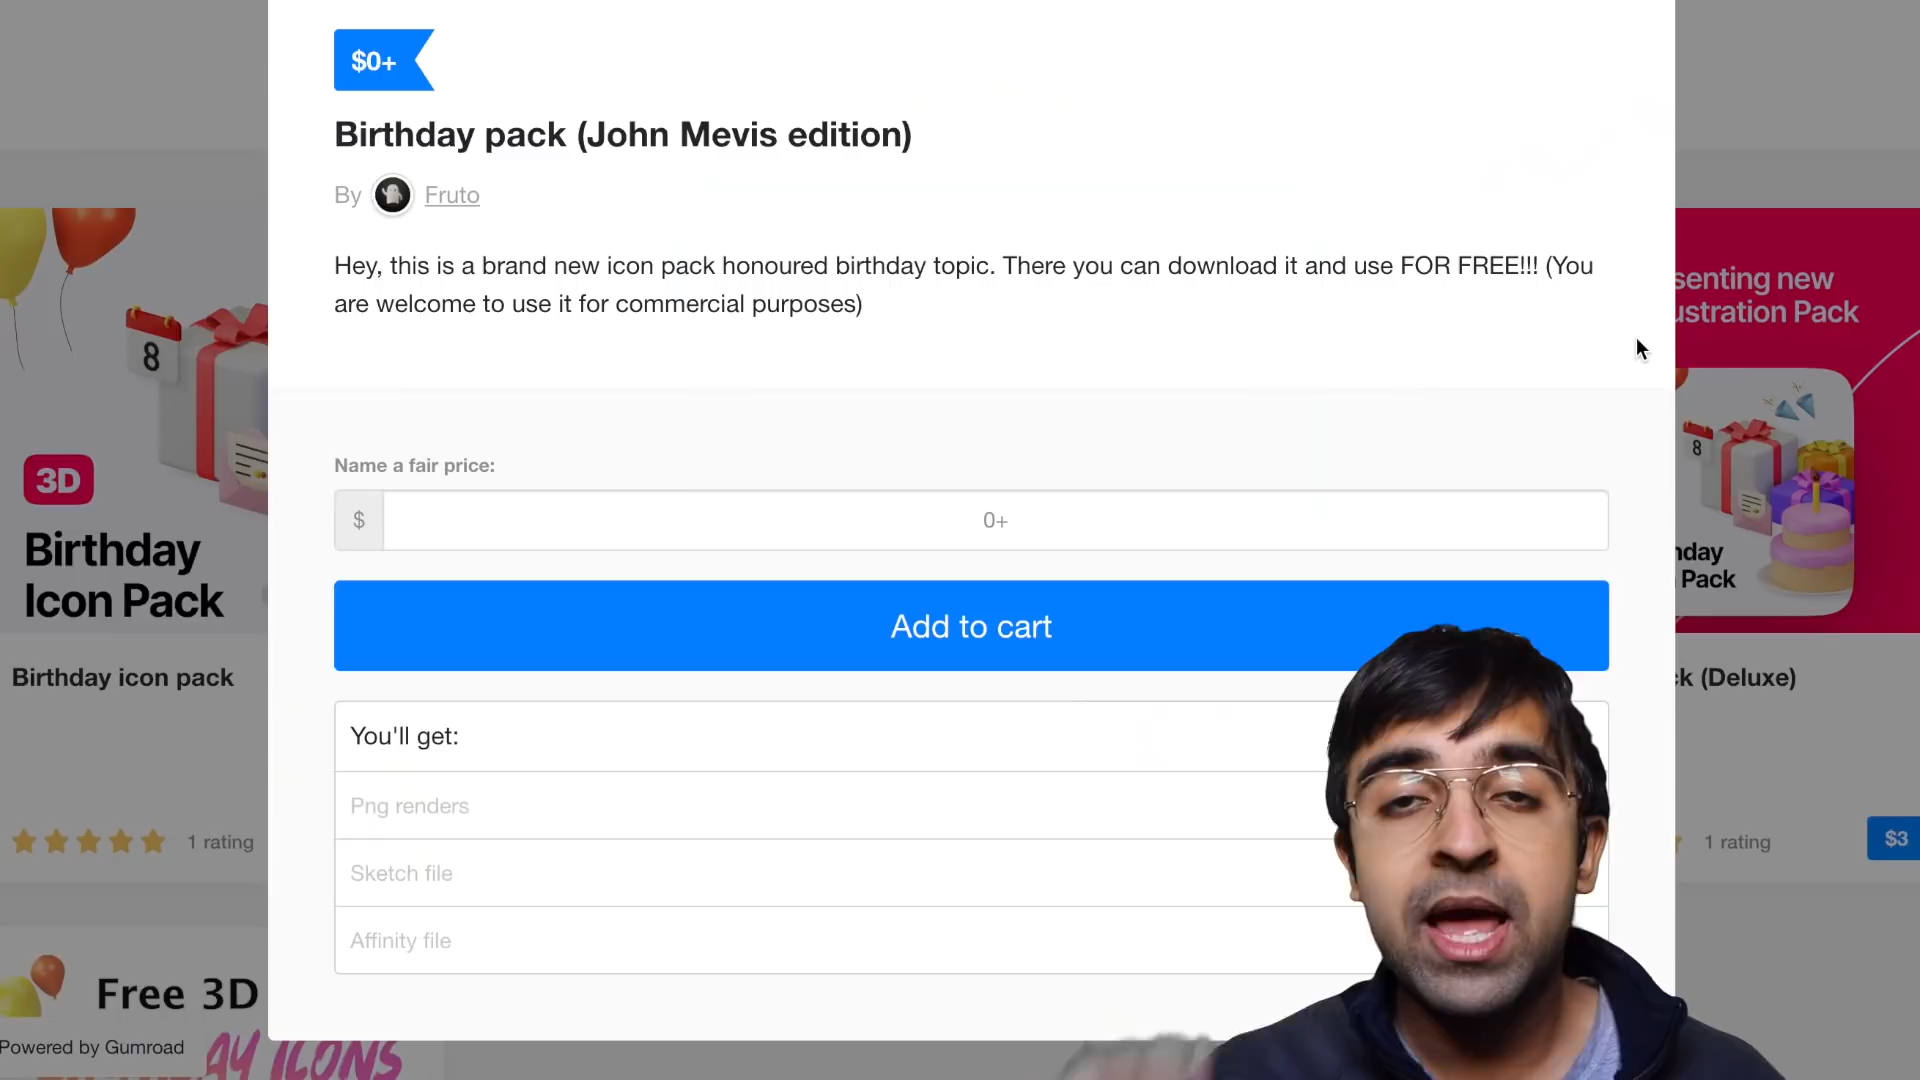 $0+
Birthday pack (John Mevis edition)
By Fruto
Hey, this is a brand new icon pack honoured birthday topic. There you can download it and use FOR FREE!!! (You
are welcome to use it for commercial purposes)
Name a fair price:
$ 0+
Add to cart
You'll get:
Png renders
Sketch file
Affinity file
8
3D
Birthday
Icon Pack
Birthday icon pack
1 rating
Free 3D
AY ICONS
Powered by Gumroad
senting new
ustration Pack
8
nday
Pack
k (Deluxe)
1 rating
$3